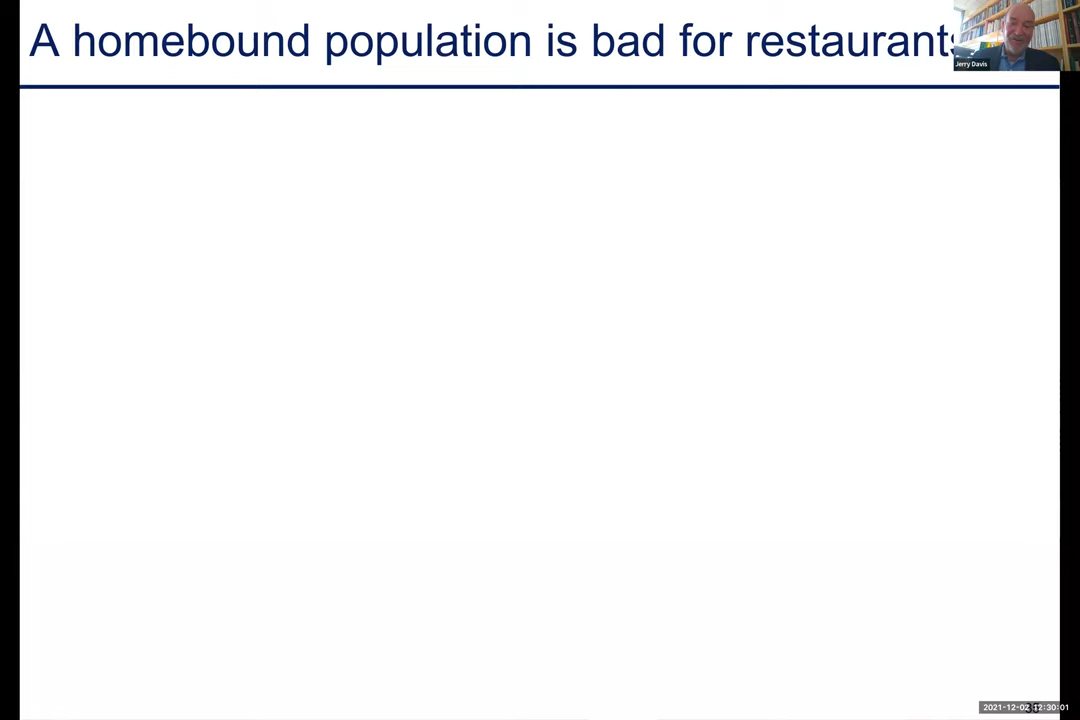 A homebound population is bad for restaurants
Jerry Davis
2021-12-02 12:30:01